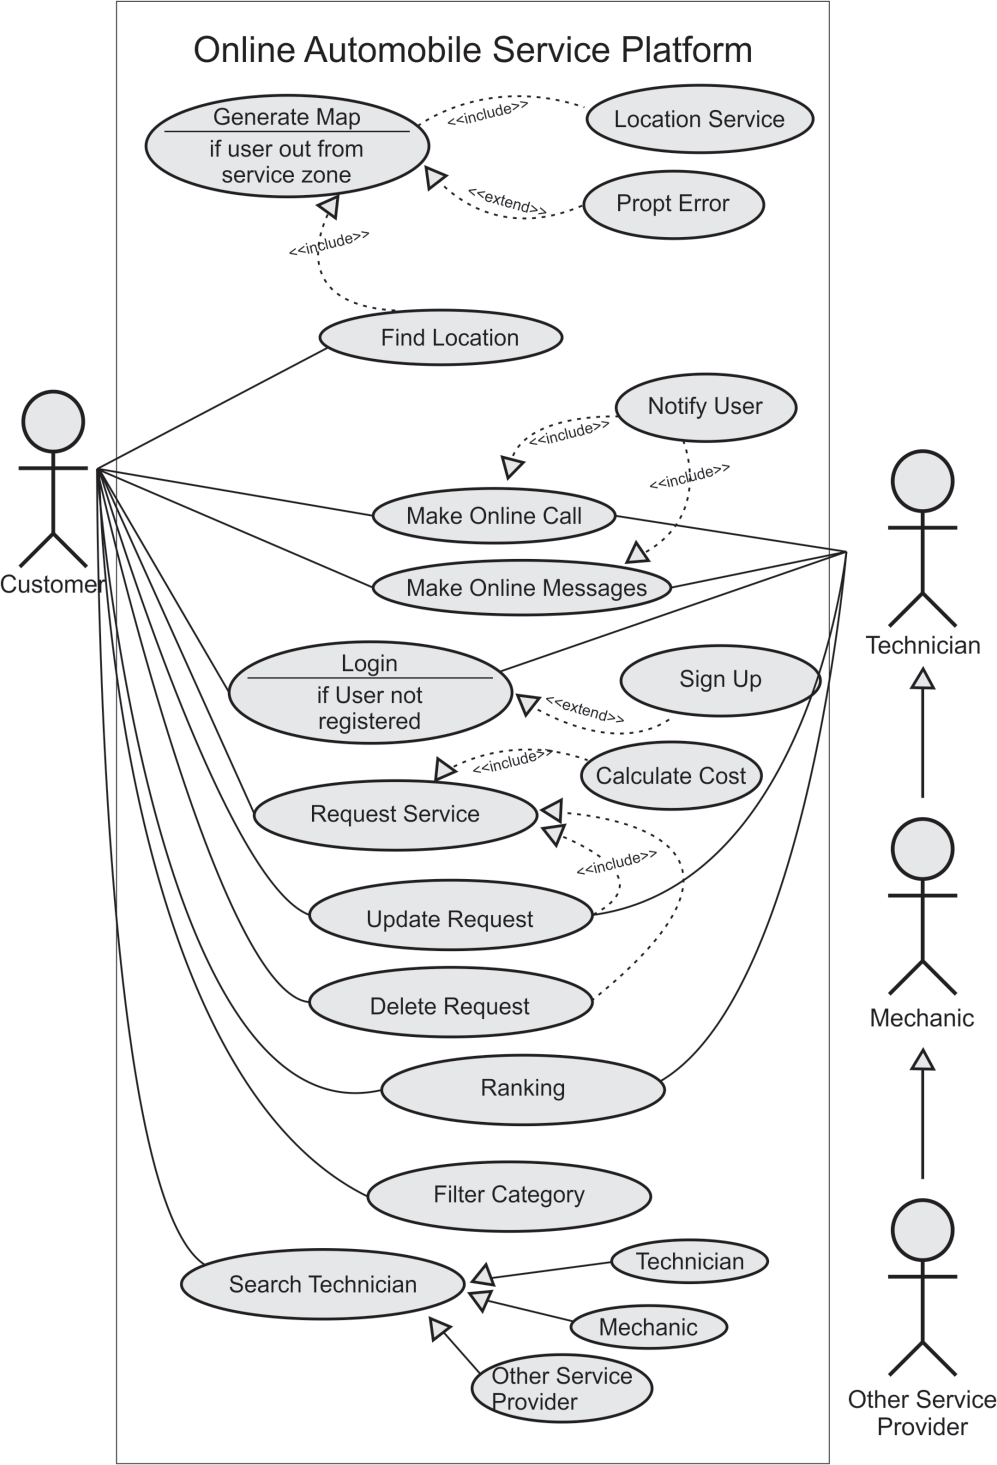 Online Automobile Service Platform
Generate Map
if user out from
service zone
<<include>>
Location Service
<<extend>>
Propt Error
<<include>>
Find Location
Notify User
<<include>>
<<include>>
Make Online Call
Make Online Messages
Customer
Technician
Login
if User not
registered
Sign Up
<<extend>>
<<include>>
Calculate Cost
Request Service
<<include>>
Update Request
Delete Request
Mechanic
Ranking
Filter Category
Search Technician
Technician
Mechanic
Other Service
Provider
Other Service
Provider